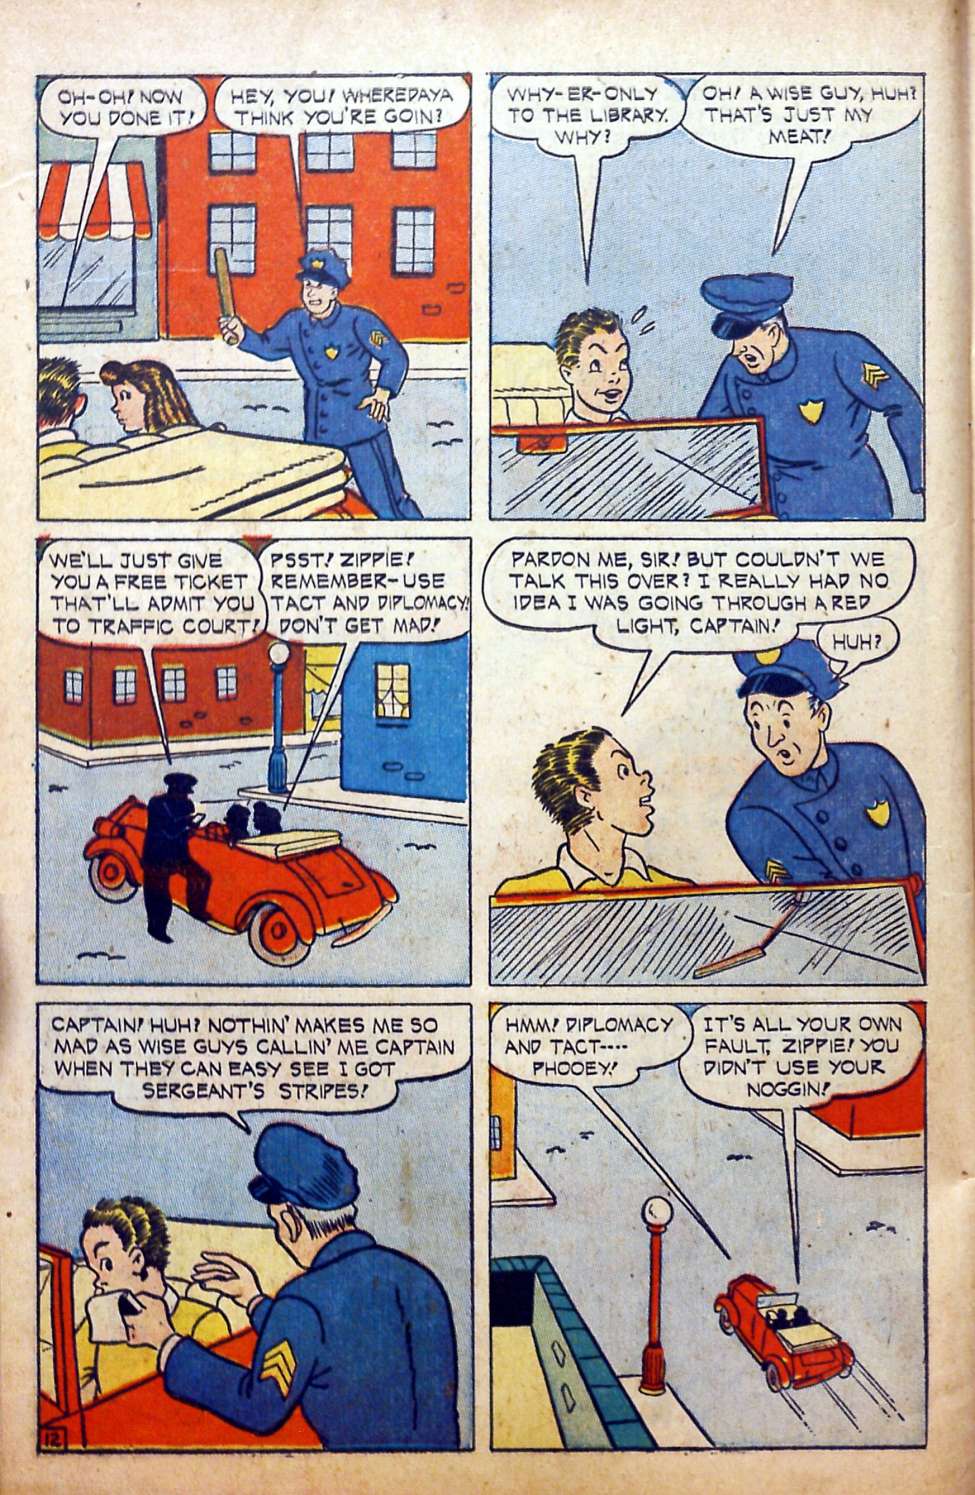 OH-OH! NOW
YOU DONE IT!
HEY, YOU! WHEREDAYA
THINK YOU'RE GOIN?
WHY-ER-ONLY
TO THE LIBRARY.
WHY?
OH! A WISE GUY, HUH?
THAT'S JUST MY
MEAT!
WE'LL JUST GIVE
YOU A FREE TICKET
THAT'LL ADMIT YOU
TO TRAFFIC COURT!
PSST! ZIPPIE!
REMEMBER-USE
TACT AND DIPLOMACY!
DON'T GET MAD!
PARDON ME, SIR! BUT COULDN'T WE
TALK THIS OVER? I REALLY HAD NO
IDEA I WAS GOING THROUGH A RED
LIGHT, CAPTAIN!
HUH?
CAPTAIN! HUH? NOTHIN' MAKES ME SO
MAD AS WISE GUYS CALLIN' ME CAPTAIN
WHEN THEY CAN EASY SEE I GOT
SERGEANT'S STRIPES!
HMM! DIPLOMACY
AND TACT----
PHOOEY!
IT'S ALL YOUR OWN
FAULT, ZIPPIE! YOU
DIDN'T USE YOUR
NOGGIN!
12